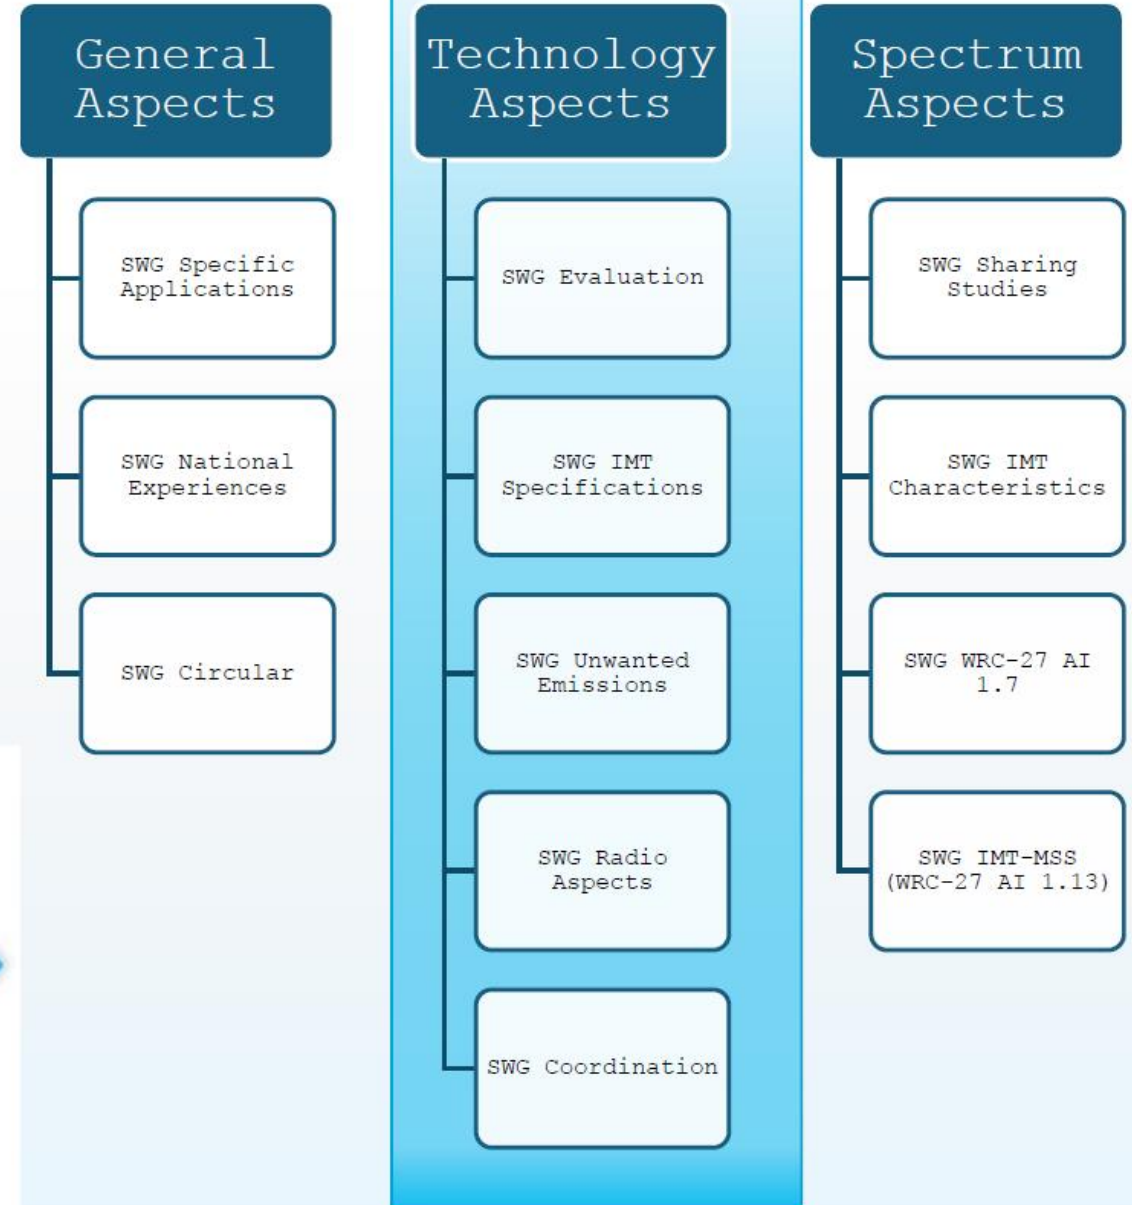 General
Aspects
SWG Specific
Applications
SWG National
Experiences
SWG Circular
Technology
Aspects
SWG Evaluation
SWG IMT
Specifications
SWG Unwanted
Emissions
SWG Radio
Aspects
SWG Coordination
Spectrum
Aspects
SWG Sharing
Studies
SWG IMT
Characteristics
SWG WRC-27 AI
1.7
SWG IMT-MSS
(WRC-27 AI 1.13)